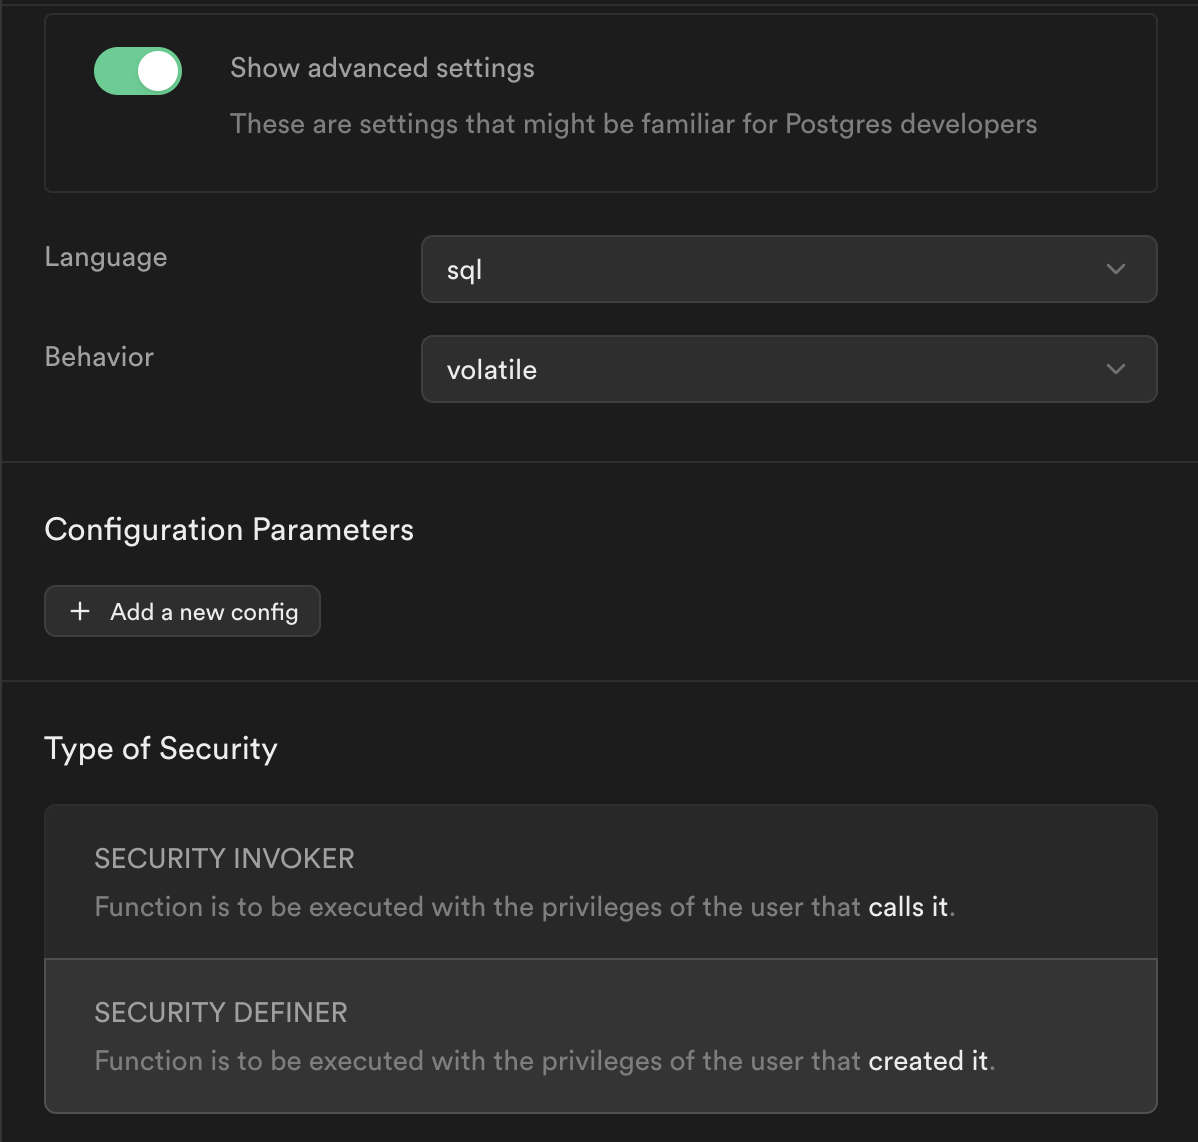 Show advanced settings
These are settings that might be familiar for Postgres developers
Language
sql
Behavior
volatile
Configuration Parameters
+ Add a new config
Type of Security
SECURITY INVOKER
Function is to be executed with the privileges of the user that calls it.
SECURITY DEFINER
Function is to be executed with the privileges of the user that created it.